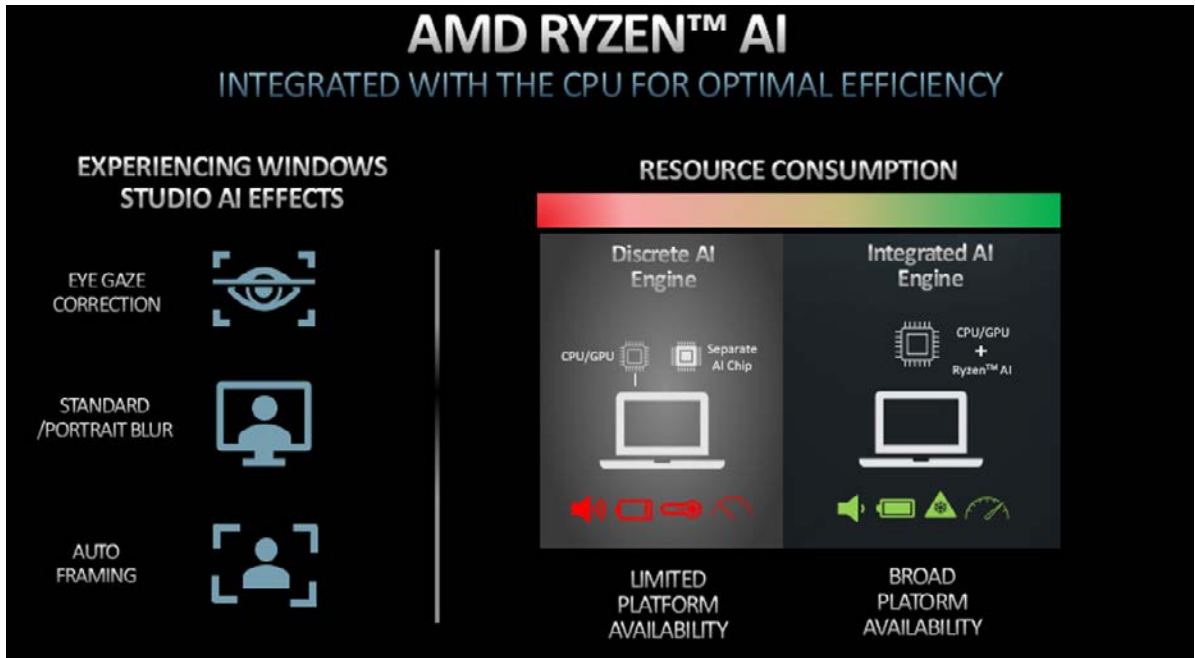 AMD RYZEN™ AI
INTEGRATED WITH THE CPU FOR OPTIMAL EFFICIENCY
EXPERIENCING WINDOWS
STUDIO AI EFFECTS
EYE GAZE
CORRECTION
STANDARD
/PORTRAIT BLUR
AUTO
FRAMING
RESOURCE CONSUMPTION
Discrete AI
Engine
CPU/GPU
Separate
AI Chip
LIMITED
PLATFORM
AVAILABILITY
Integrated AI
Engine
CPU/GPU
+
Ryzen™ AI
BROAD
PLATORM
AVAILABILITY